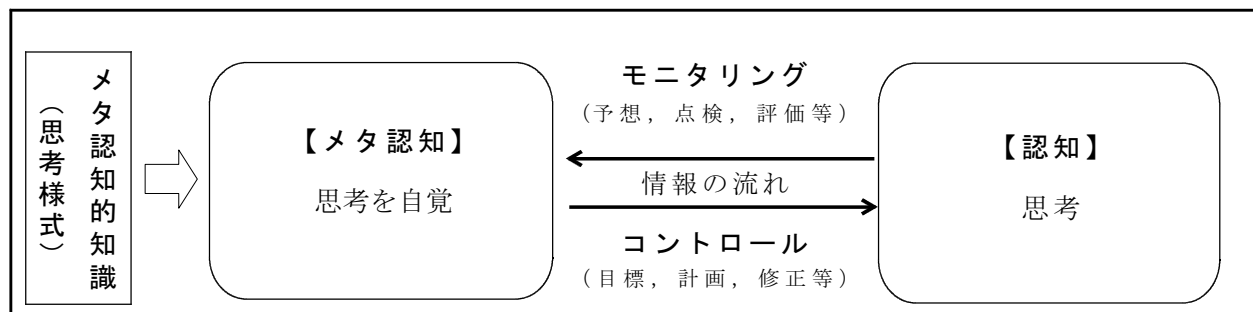 メタ認知的知識
（思考様式）
【メタ認知】
思考を自覚
モニタリング
（予想，点検，評価等）
情報の流れ
コントロール
（目標，計画，修正等）
【認知】
思考